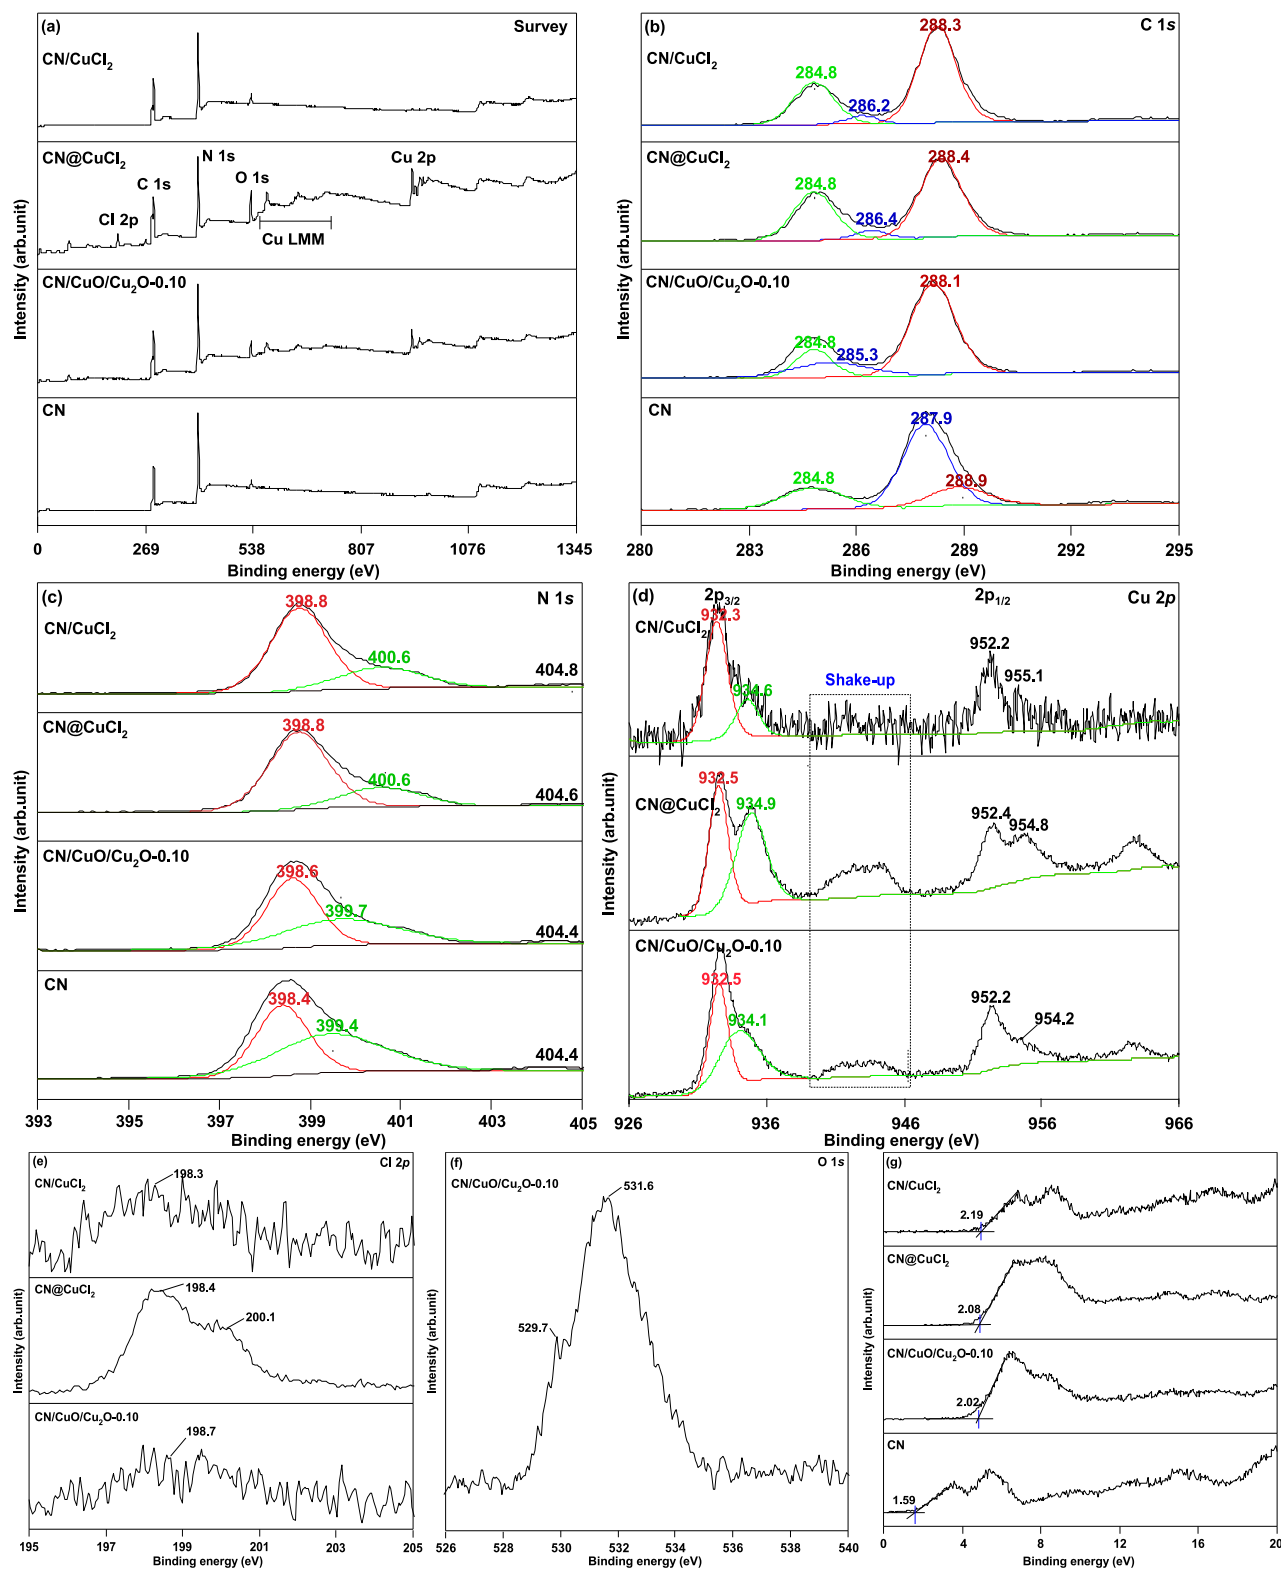 (a) Survey
CN/CuCl₂
CN@CuCl₂
N 1s
Cu 2p
C 1s
O 1s
Cl 2p
Cu LMM
CN/CuO/Cu₂O-0.10
CN
Intensity (arb.unit)
0 269 538 807 1076 1345
Binding energy (eV)
(b) C 1s
288.3
CN/CuCl₂
284.8
286.2
CN@CuCl₂
288.4
284.8
286.4
CN/CuO/Cu₂O-0.10
288.1
284.8
285.3
CN
287.9
284.8
288.9
Intensity (arb.unit)
280 283 286 289 292 295
Binding energy (eV)
(c) N 1s
398.8
CN/CuCl₂
400.6
404.8
CN@CuCl₂
398.8
400.6
404.6
CN/CuO/Cu₂O-0.10
398.6
399.7
404.4
CN
398.4
399.4
404.4
Intensity (arb.unit)
393 395 397 399 401 403 405
Binding energy (eV)
(d) 2p₃/₂ 2p₁/₂ Cu 2p
932.3
CN/CuCl₂
952.2
Shake-up
955.1
934.6
932.5
CN@CuCl₂
934.9
952.4
954.8
CN/CuO/Cu₂O-0.10
932.5
934.1
952.2
954.2
Intensity (arb.unit)
926 936 946 956 966
Binding energy (eV)
(e) Cl 2p
CN/CuCl₂
198.3
CN@CuCl₂
198.4
200.1
CN/CuO/Cu₂O-0.10
198.7
Intensity (arb.unit)
195 197 199 201 203 205
Binding energy (eV)
(f) O 1s
CN/CuO/Cu₂O-0.10
531.6
529.7
Intensity (arb.unit)
526 528 530 532 534 536 538 540
Binding energy (eV)
(g)
CN/CuCl₂
2.19
CN@CuCl₂
2.08
CN/CuO/Cu₂O-0.10
2.02
CN
1.59
Intensity (arb.unit)
0 4 8 12 16 20
Binding energy (eV)